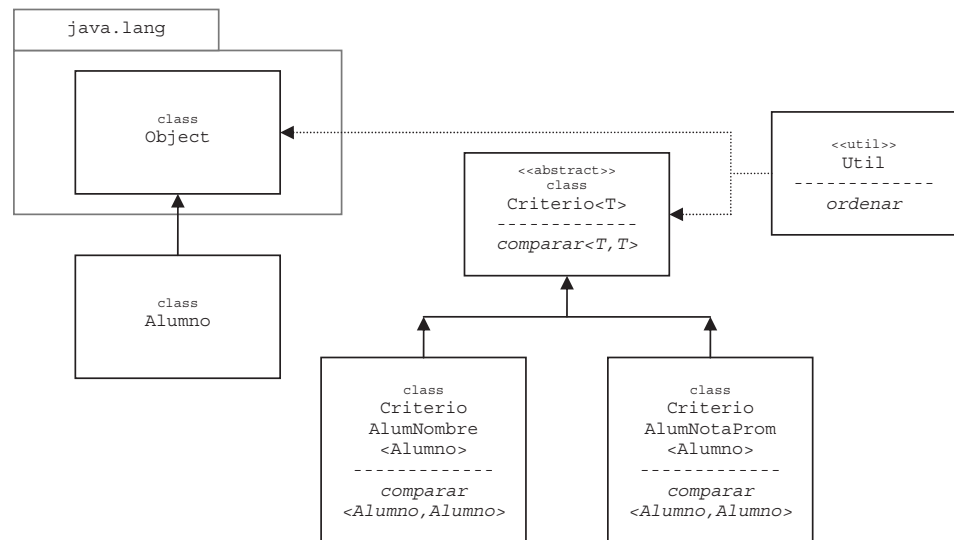 java.lang
class
Object
<<util>>
Util
-------------
ordenar
<<abstract>>
class
Criterio<T>
-------------
comparar<T,T>
class
Alumno
class
Criterio
AlumNombre
<Alumno>
-------------
comparar
<Alumno,Alumno>
class
Criterio
AlumNotaProm
<Alumno>
-------------
comparar
<Alumno,Alumno>